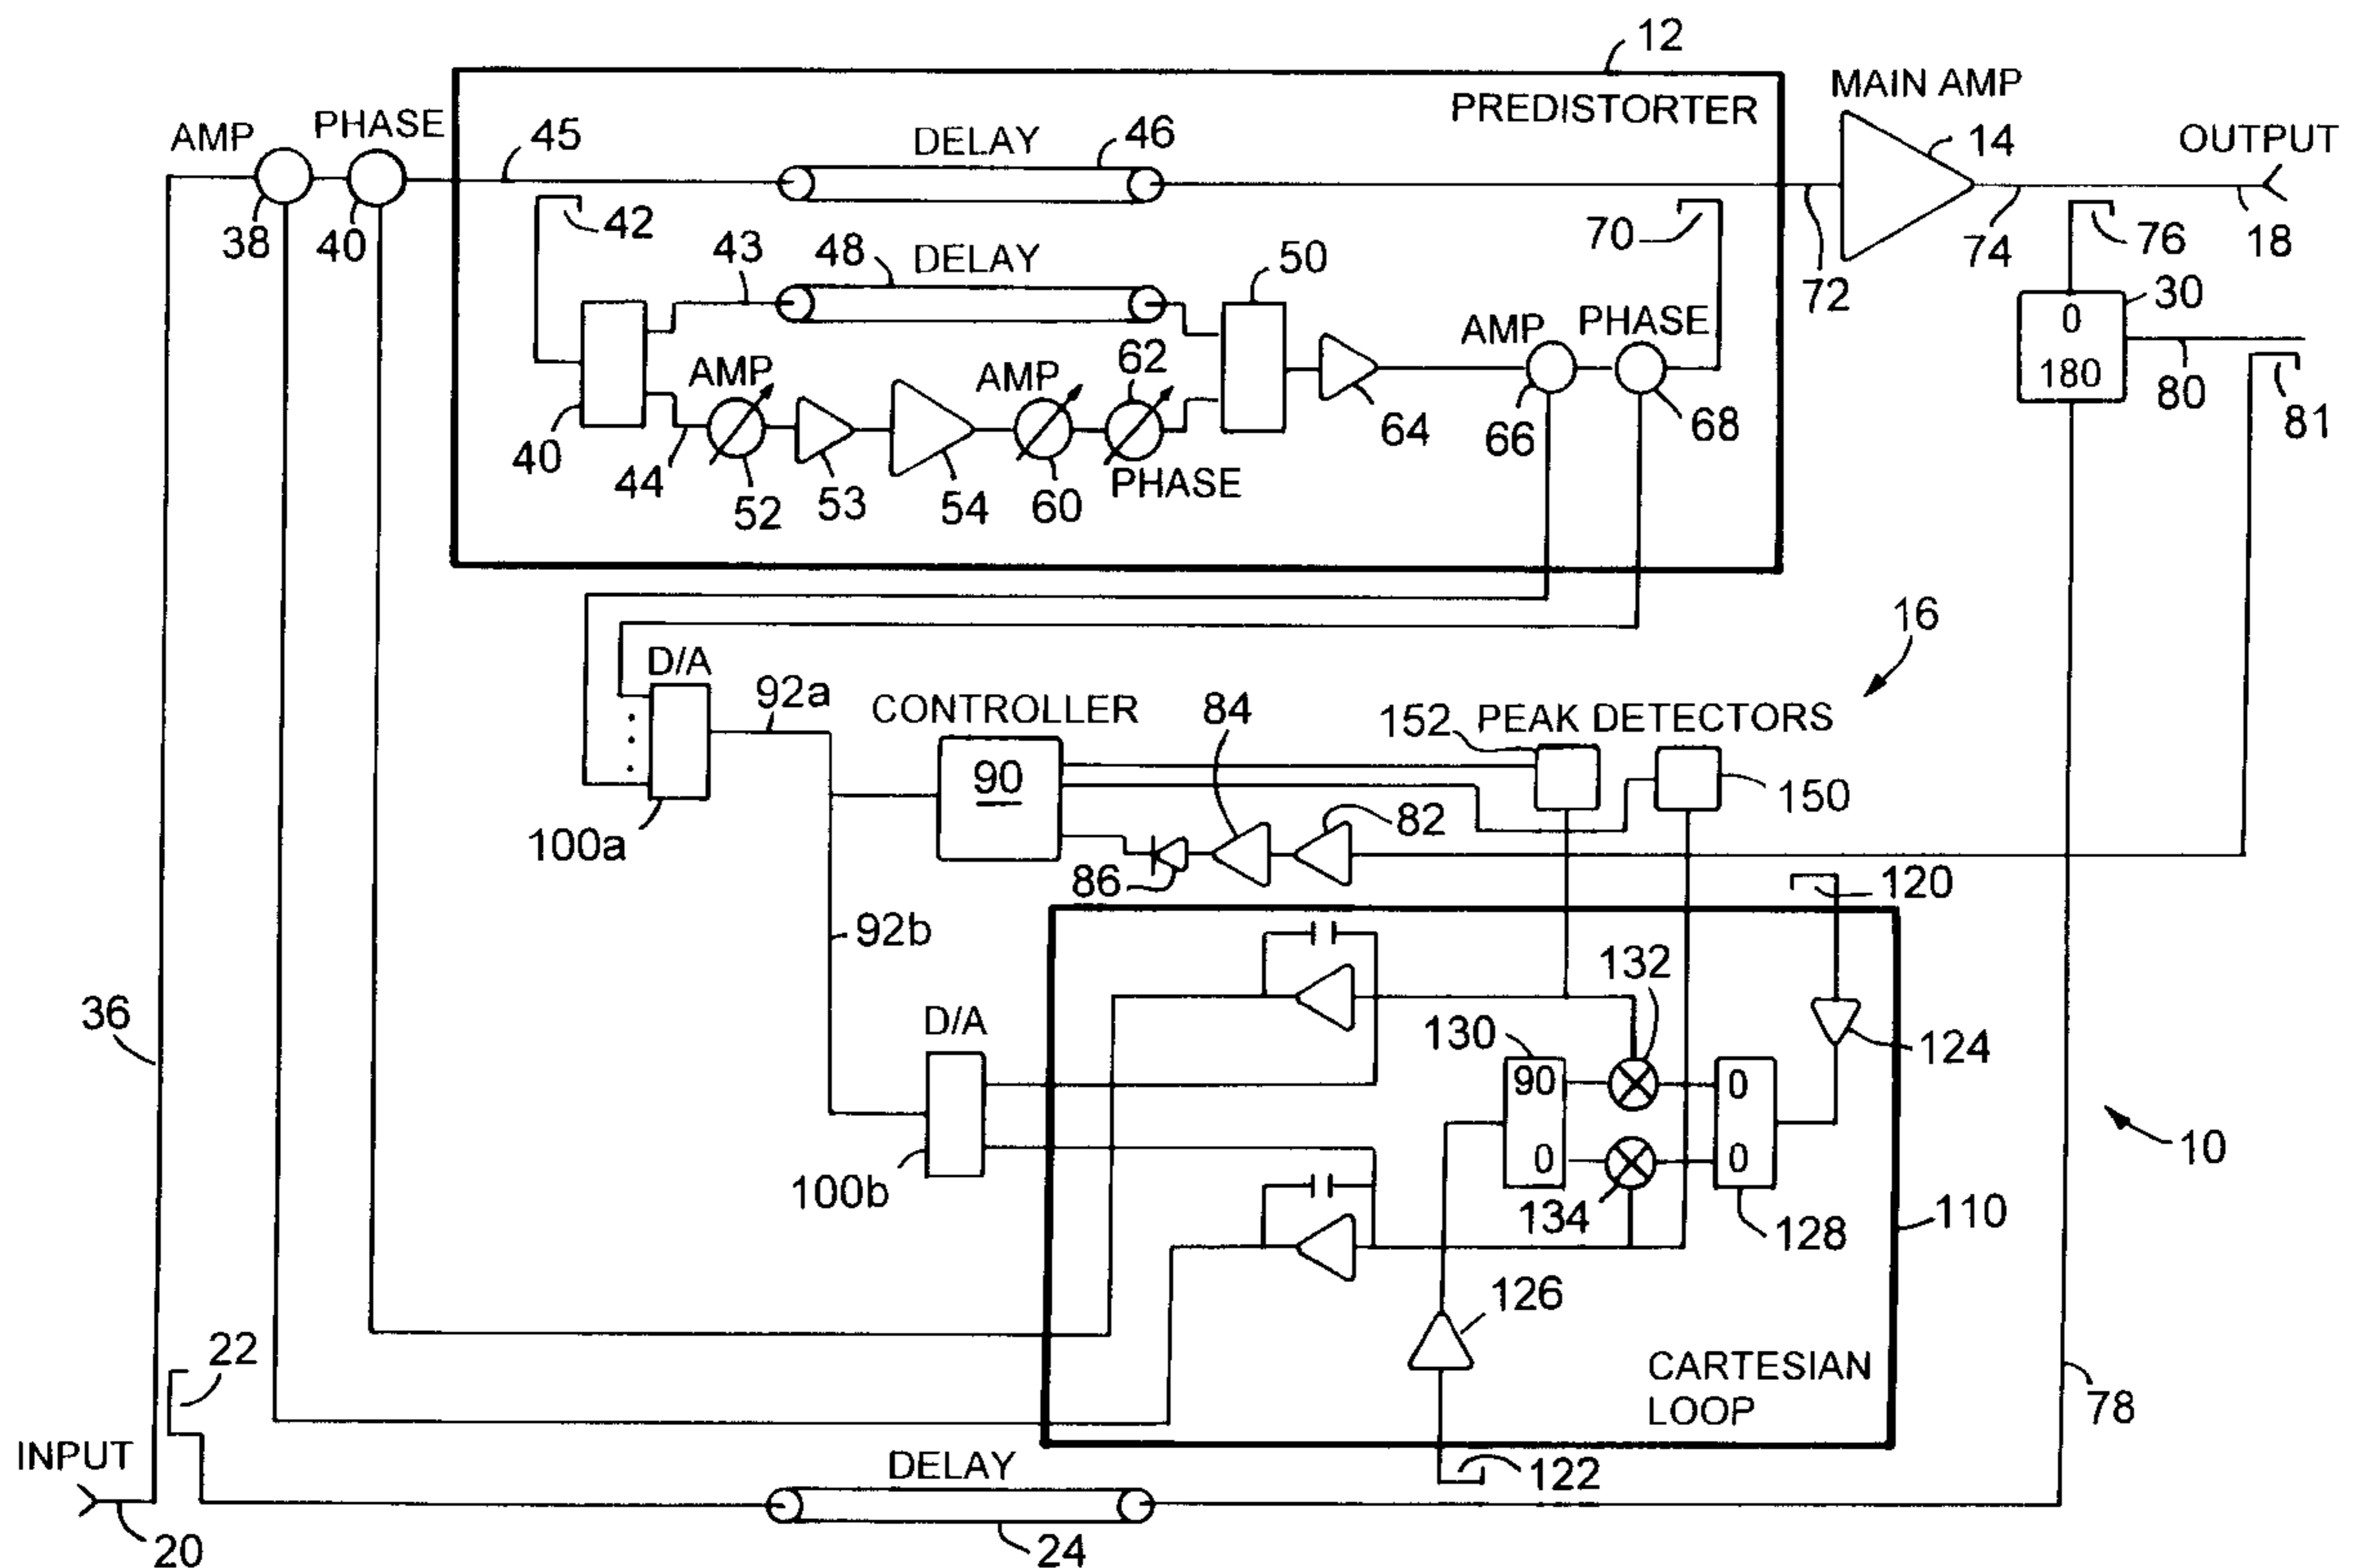 12
PREDISTORTER
MAIN AMP
14
OUTPUT
AMP
PHASE
45
DELAY
46
38
40
42
70
72
74
76
18
43
48
DELAY
50
30
0
180
80
81
AMP
PHASE
62
AMP
AMP
64
66
68
40
44
52
53
54
60
PHASE
16
D/A
92a
CONTROLLER
84
152
PEAK DETECTORS
90
82
150
100a
86
120
92b
132
36
D/A
130
124
90
0
0
0
100b
134
128
110
10
126
22
CARTESIAN
LOOP
78
INPUT
DELAY
122
20
24